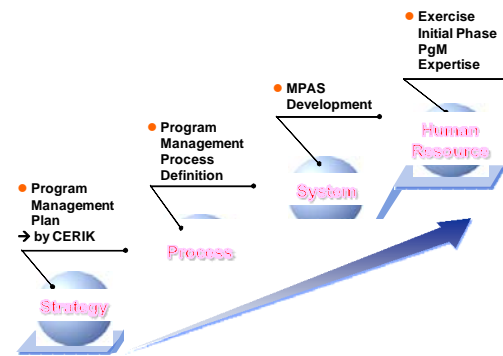 Exercise
Initial Phase
PgM
Expertise
Human
Resource
MPAS
Development
System
Program
Management
Process
Definition
Process
Program
Management
Plan
→ by CERIK
Strategy